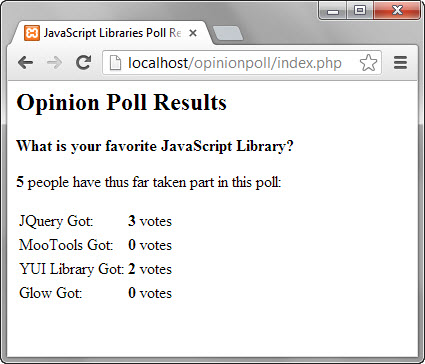 JavaScript Libraries Poll Re
localhost/opinionpoll/index.php
Opinion Poll Results
What is your favorite JavaScript Library?
5 people have thus far taken part in this poll:
JQuery Got: 3 votes
MooTools Got: 0 votes
YUI Library Got: 2 votes
Glow Got: 0 votes